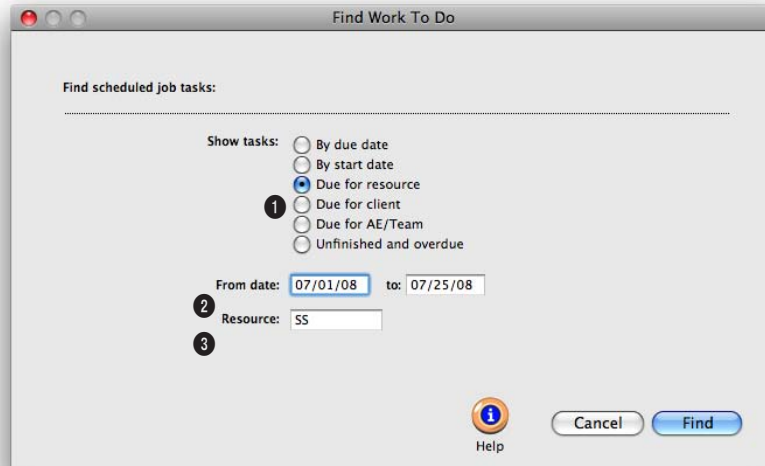 Find Work To Do
Find scheduled job tasks:
Show tasks:
By due date
By start date
Due for resource
1 Due for client
Due for AE/Team
Unfinished and overdue
From date: 07/01/08 to: 07/25/08
2
Resource: SS
3
i
Help
Cancel
Find